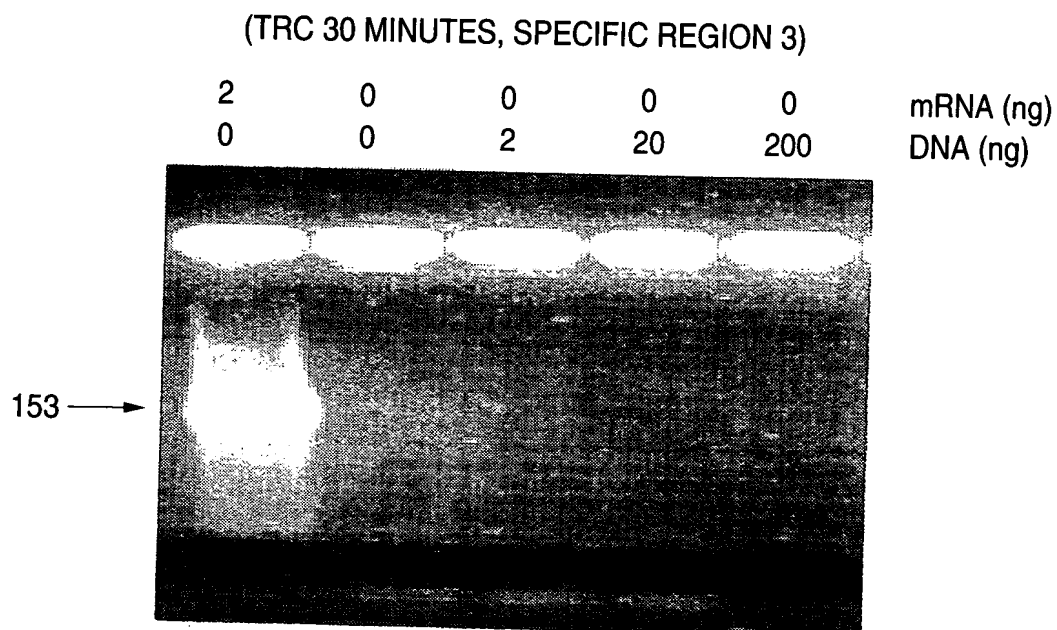 (TRC 30 MINUTES, SPECIFIC REGION 3)
2 0 0 0 0 mRNA (ng)
0 0 2 20 200 DNA (ng)
153